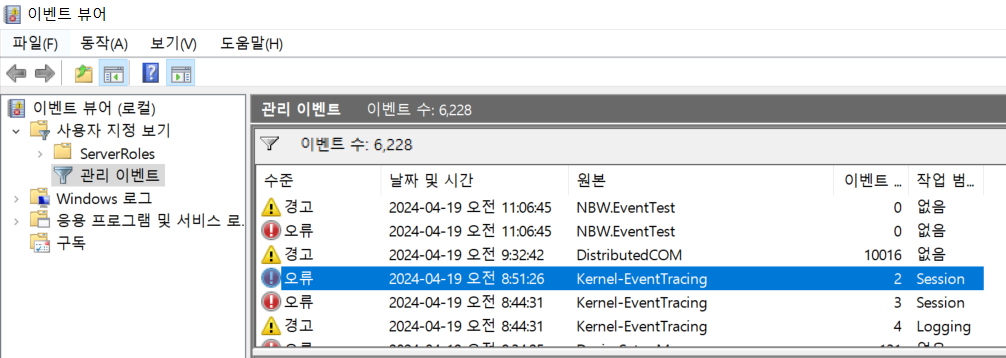 이벤트 뷰어
파일(F) 동작(A) 보기(V) 도움말(H)
이벤트 뷰어 (로컬)
사용자 지정 보기
ServerRoles
관리 이벤트
Windows 로그
응용 프로그램 및 서비스 로.
구독
관리 이벤트 이벤트 수: 6,228
이벤트 수: 6,228
수준 날짜 및 시간 원본 이벤트 ... 작업 범...
경고 2024-04-19 오전 11:06:45 NBW.EventTest 0 없음
오류 2024-04-19 오전 11:06:45 NBW.EventTest 0 없음
경고 2024-04-19 오전 9:32:42 DistributedCOM 10016 없음
오류 2024-04-19 오전 8:51:26 Kernel-EventTracing 2 Session
오류 2024-04-19 오전 8:44:31 Kernel-EventTracing 3 Session
경고 2024-04-19 오전 8:44:31 Kernel-EventTracing 4 Logging